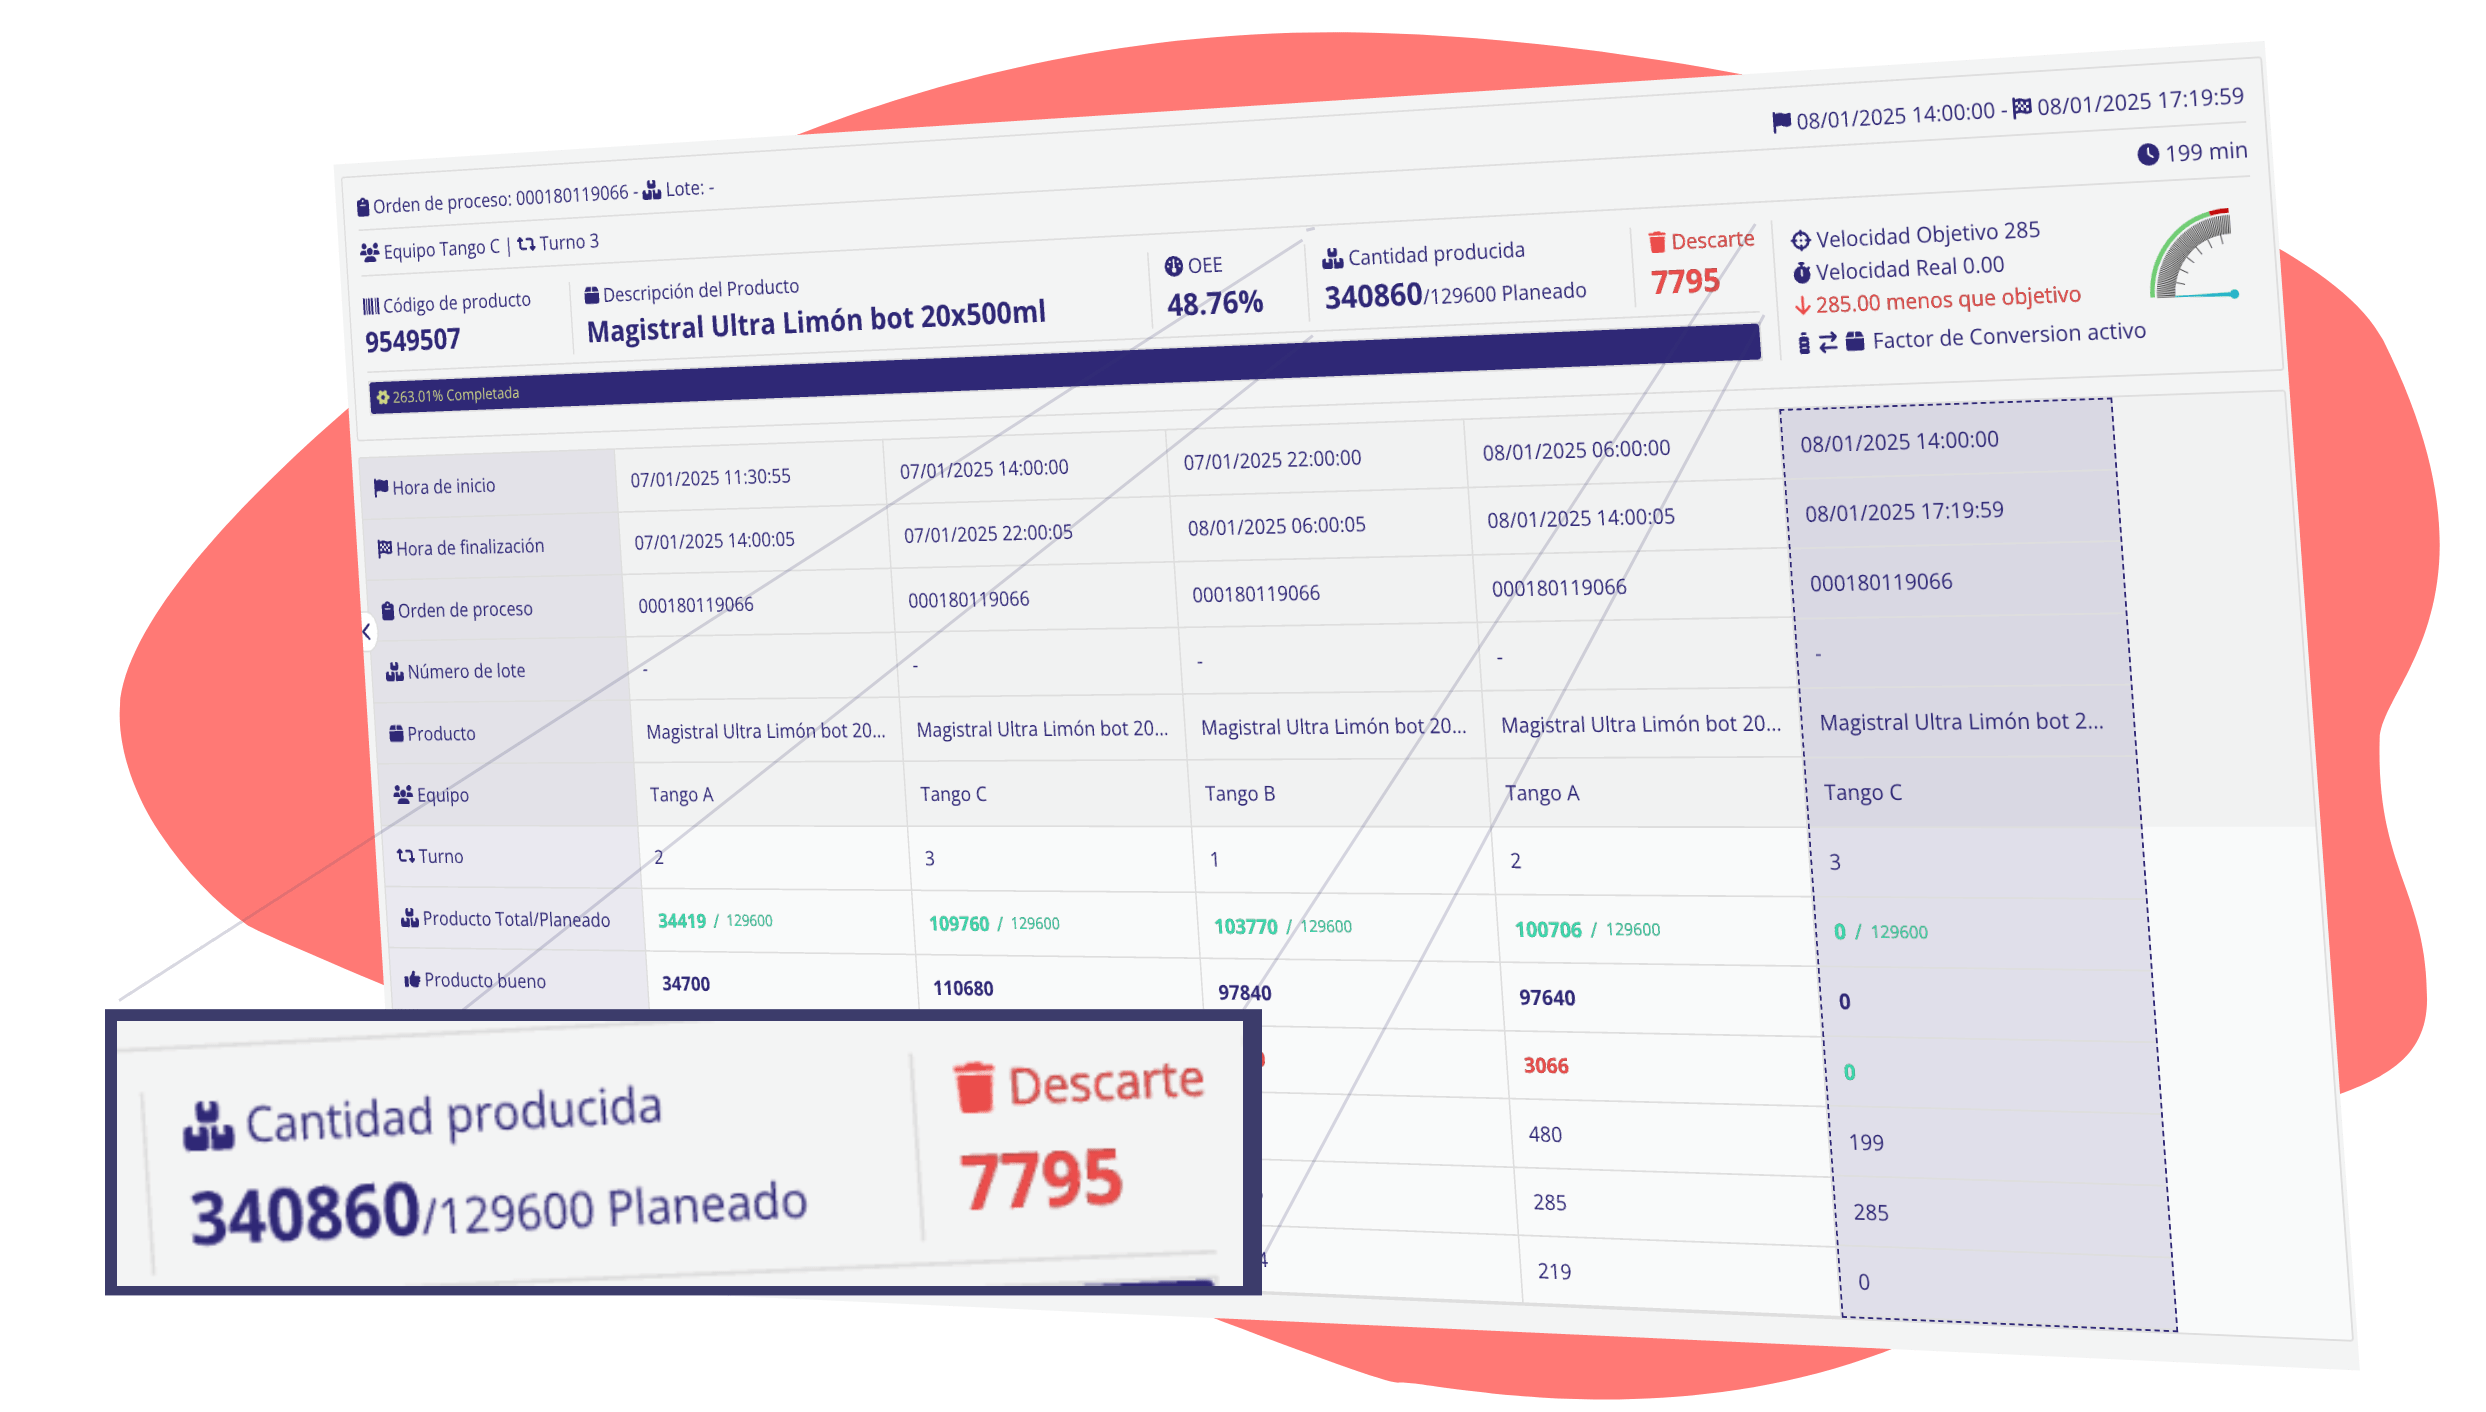 08/01/2025 14:00:00 - 08/01/2025 17:19:59
199 min
Orden de proceso: 000180119066 - Lote: -
Equipo Tango C | Turno 3
Código de producto
9549507
Descripción del Producto
Magistral Ultra Limón bot 20x500ml
OEE
48.76%
Cantidad producida
340860/129600 Planeado
Descarte
7795
Velocidad Objetivo 285
Velocidad Real 0.00
285.00 menos que objetivo
Factor de Conversion activo
263.01% Completada
Hora de inicio 07/01/2025 11:30:55 07/01/2025 14:00:00 07/01/2025 22:00:00 08/01/2025 06:00:00 08/01/2025 14:00:00
Hora de finalización 07/01/2025 14:00:05 07/01/2025 22:00:05 08/01/2025 06:00:05 08/01/2025 14:00:05 08/01/2025 17:19:59
Orden de proceso 000180119066 000180119066 000180119066 000180119066 000180119066
Número de lote - - - - -
Producto Magistral Ultra Limón bot 20... Magistral Ultra Limón bot 20... Magistral Ultra Limón bot 20... Magistral Ultra Limón bot 20... Magistral Ultra Limón bot 2...
Equipo Tango A Tango C Tango B Tango A Tango C
Turno 2 3 1 2 3
Producto Total/Planeado 34419 / 129600 109760 / 129600 103770 / 129600 100706 / 129600 0 / 129600
Producto bueno 34700 110680 97840 97640 0
3066 0
480 199
285 285
219 0
Cantidad producida
340860/129600 Planeado
Descarte
7795